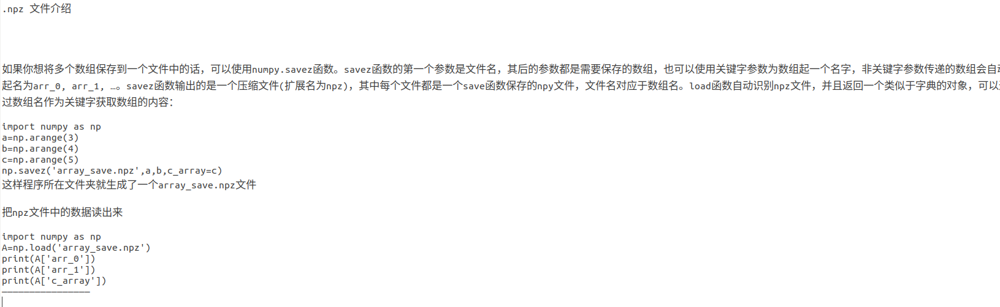 .npz 文件介绍
如果你想将多个数组保存到一个文件中的话，可以使用numpy.savez函数。savez函数的第一个参数是文件名，其后的参数都是需要保存的数组，也可以使用关键字参数为数组起一个名字，非关键字参数传递的数组会自
起名为arr_0, arr_1, …。savez函数输出的是一个压缩文件(扩展名为npz)，其中每个文件都是一个save函数保存的npy文件，文件名对应于数组名。load函数自动识别npz文件，并且返回一个类似于字典的对象，可以
过数组名作为关键字获取数组的内容：
import numpy as np
a=np.arange(3)
b=np.arange(4)
c=np.arange(5)
np.savez('array_save.npz',a,b,c_array=c)
这样程序所在文件夹就生成了一个array_save.npz文件
把npz文件中的数据读出来
import numpy as np
A=np.load('array_save.npz')
print(A['arr_0'])
print(A['arr_1'])
print(A['c_array'])
————————————————